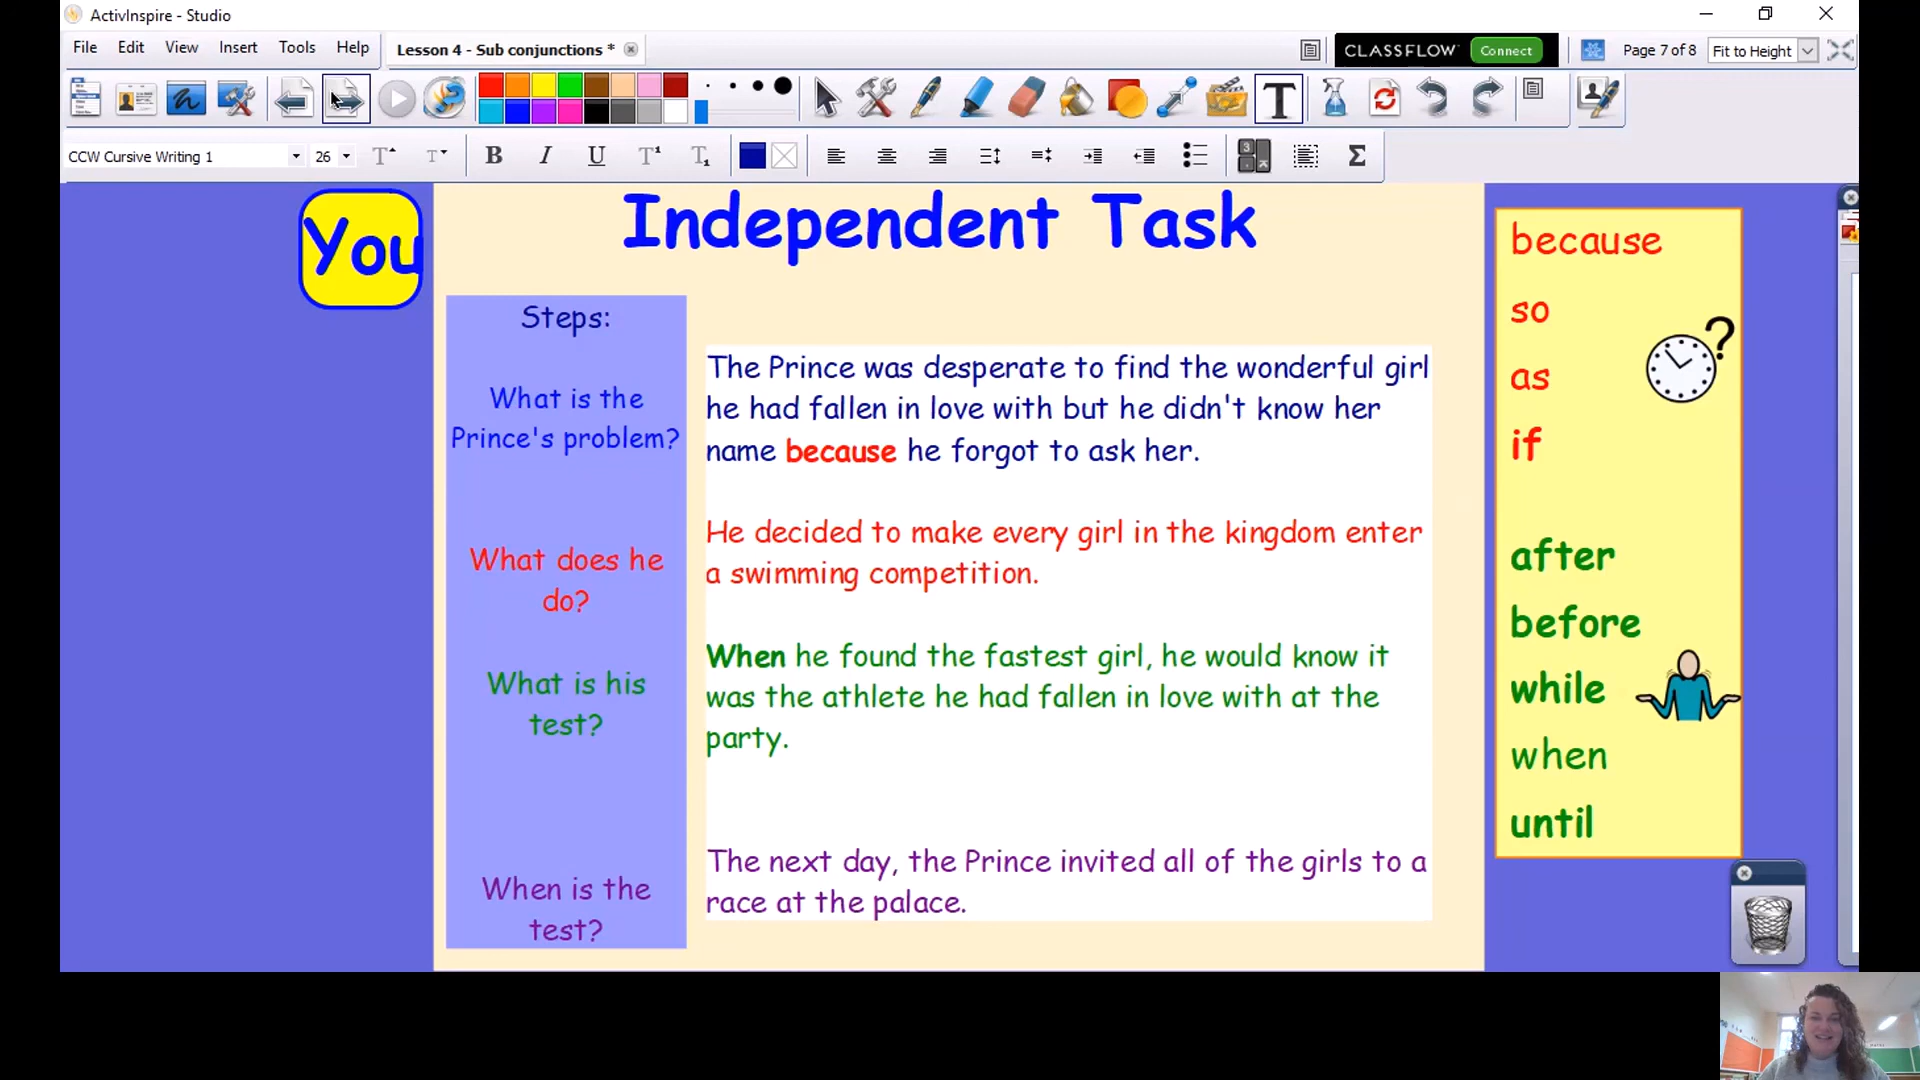 ActivInspire - Studio
File Edit View Insert Tools Help
Lesson 4 - Sub conjunctions *
CLASSFLOW Connect
Page 7 of 8
Fit to Height
CCW Cursive Writing 1
26
You
Independent Task
Steps:
What is the
Prince's problem?
What does he
do?
What is his
test?
When is the
test?
The Prince was desperate to find the wonderful girl
he had fallen in love with but he didn't know her
name because he forgot to ask her.
He decided to make every girl in the kingdom enter
a swimming competition.
When he found the fastest girl, he would know it
was the athlete he had fallen in love with at the
party.
The next day, the Prince invited all of the girls to a
race at the palace.
because
so
as
if
after
before
while
when
until
?